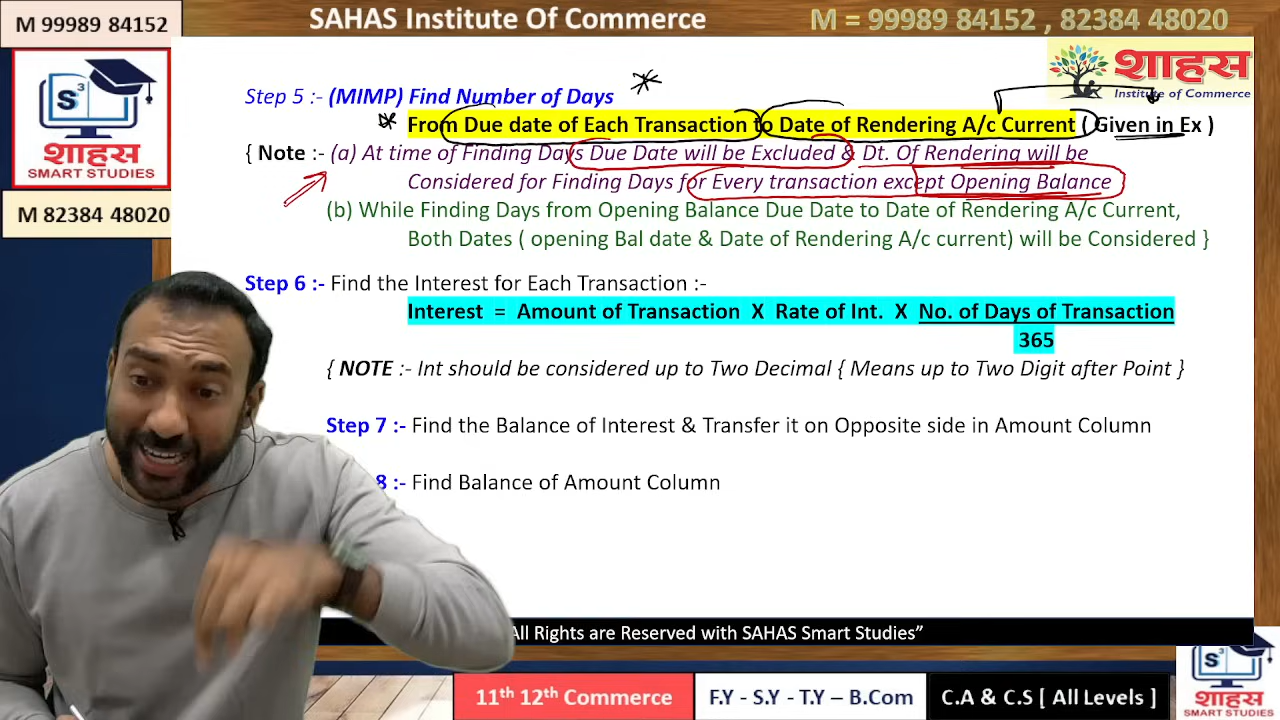 SAHAS Institute Of Commerce
M = 99989 84152 , 82384 48020
M 99989 84152
S³
शाहस
SMART STUDIES
M 82384 48020
शाहस
Institute of Commerce
Step 5 :- (MIMP) Find Number of Days
From Due date of Each Transaction to Date of Rendering A/c Current ( Given in Ex )
{ Note :- (a) At time of Finding Days Due Date will be Excluded & Dt. Of Rendering will be
Considered for Finding Days for Every transaction except Opening Balance
(b) While Finding Days from Opening Balance Due Date to Date of Rendering A/c Current,
Both Dates ( opening Bal date & Date of Rendering A/c current) will be Considered }
Step 6 :- Find the Interest for Each Transaction :-
Interest = Amount of Transaction X Rate of Int. X No. of Days of Transaction
365
{ NOTE :- Int should be considered up to Two Decimal { Means up to Two Digit after Point }
Step 7 :- Find the Balance of Interest & Transfer it on Opposite side in Amount Column
8 :- Find Balance of Amount Column
All Rights are Reserved with SAHAS Smart Studies”
11th 12th Commerce
F.Y - S.Y - T.Y – B.Com
C.A & C.S [ All Levels ]
S³
शाहस
SMART STUDIES